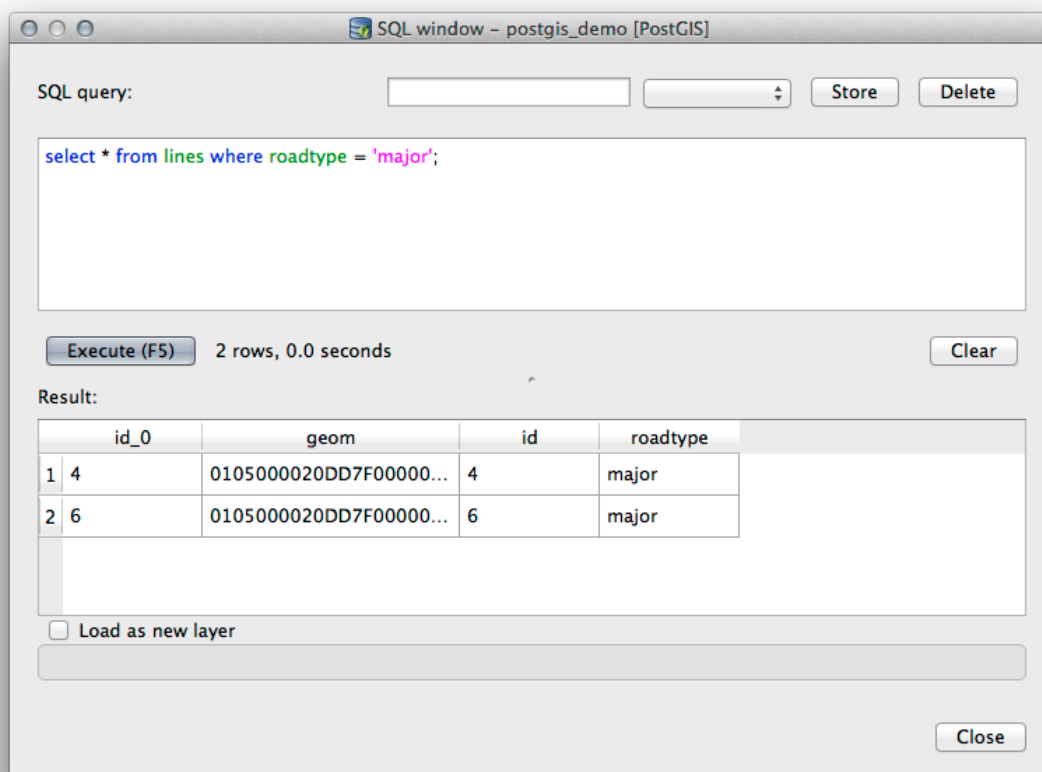 SQL window – postgis_demo [PostGIS]
SQL query: Store Delete
select * from lines where roadtype = 'major';
Execute (F5) 2 rows, 0.0 seconds Clear
Result:
id_0 geom id roadtype
1 4 0105000020DD7F00000... 4 major
2 6 0105000020DD7F00000... 6 major
Load as new layer
Close